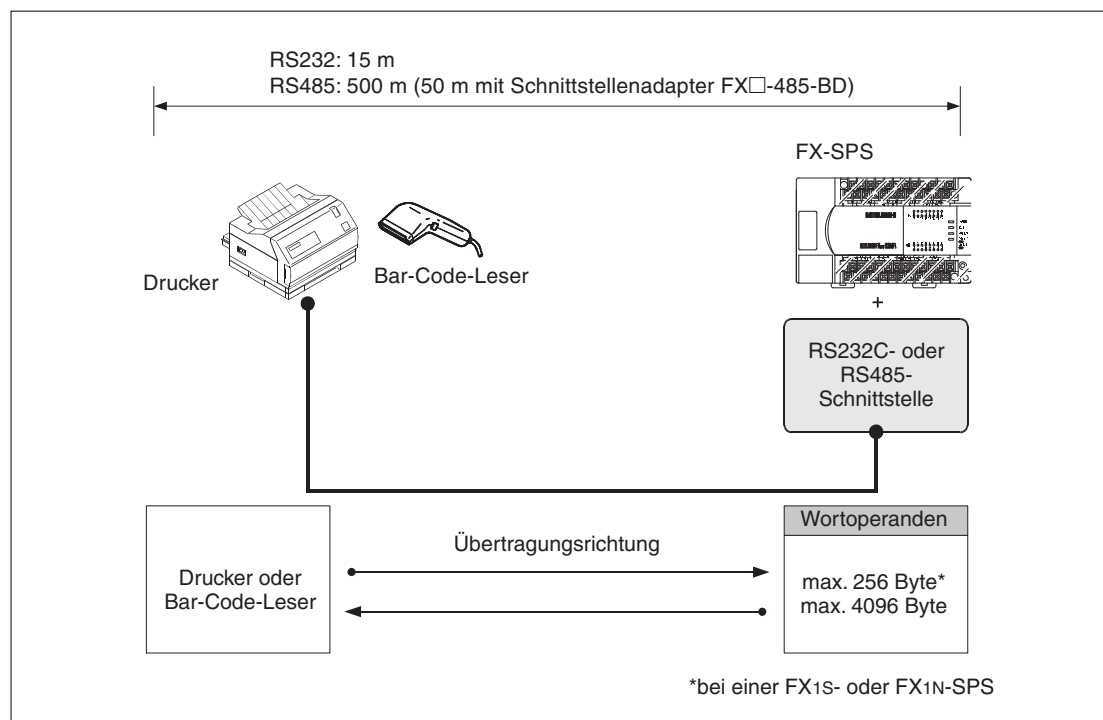 RS232: 15 m
RS485: 500 m (50 m mit Schnittstellenadapter FX□-485-BD)
FX-SPS
Drucker
Bar-Code-Leser
+
RS232C- oder
RS485-
Schnittstelle
Wortoperanden
Übertragungsrichtung
Drucker oder
Bar-Code-Leser
max. 256 Byte*
max. 4096 Byte
*bei einer FX1S- oder FX1N-SPS